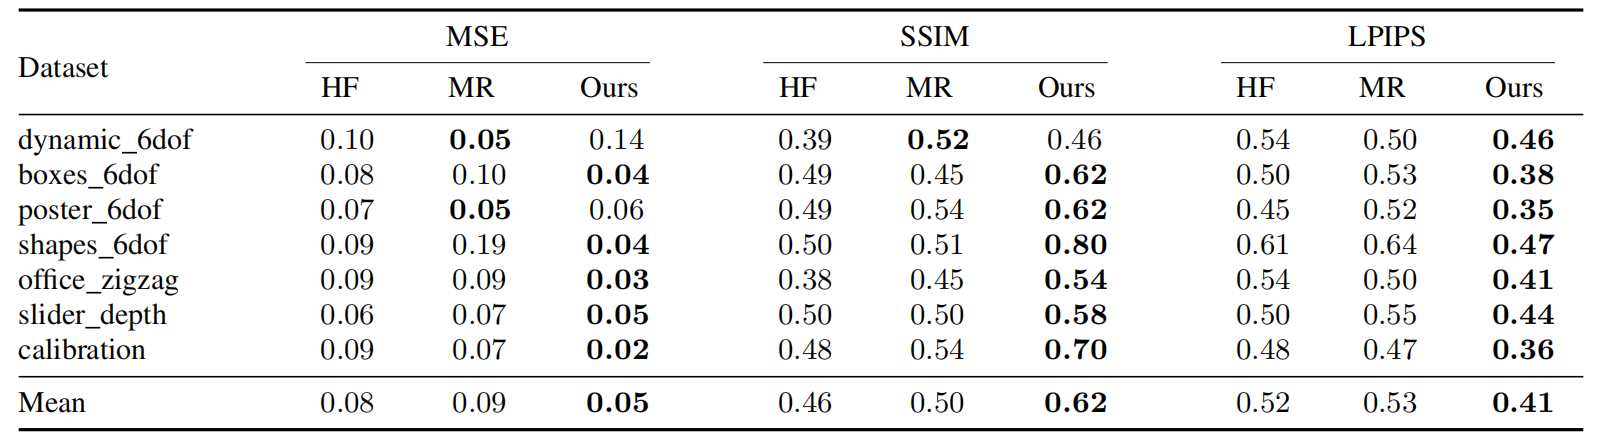 Dataset MSE SSIM LPIPS
HF MR Ours HF MR Ours HF MR Ours
dynamic_6dof 0.10 0.05 0.14 0.39 0.52 0.46 0.54 0.50 0.46
boxes_6dof 0.08 0.10 0.04 0.49 0.45 0.62 0.50 0.53 0.38
poster_6dof 0.07 0.05 0.06 0.49 0.54 0.62 0.45 0.52 0.35
shapes_6dof 0.09 0.19 0.04 0.50 0.51 0.80 0.61 0.64 0.47
office_zigzag 0.09 0.09 0.03 0.38 0.45 0.54 0.54 0.50 0.41
slider_depth 0.06 0.07 0.05 0.50 0.50 0.58 0.50 0.55 0.44
calibration 0.09 0.07 0.02 0.48 0.54 0.70 0.48 0.47 0.36
Mean 0.08 0.09 0.05 0.46 0.50 0.62 0.52 0.53 0.41